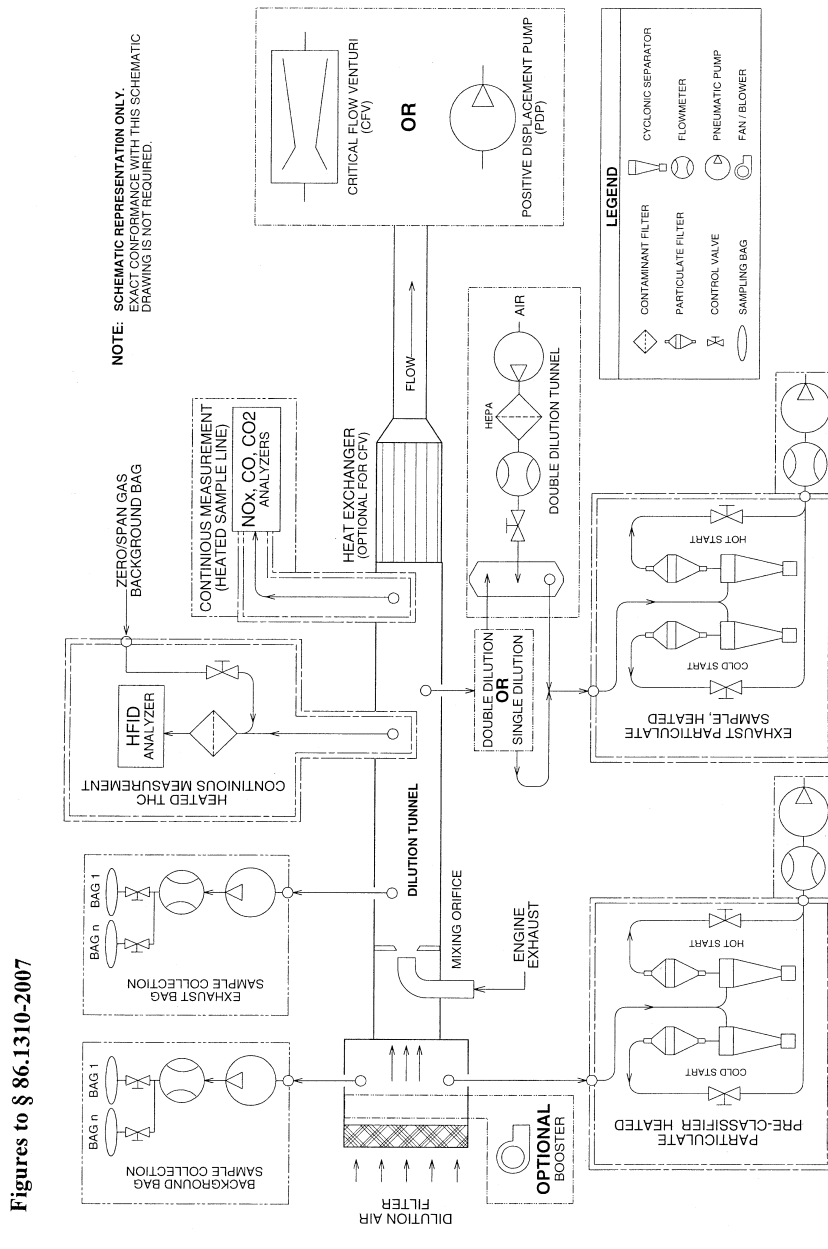 Figures to § 86.1310-2007
NOTE: SCHEMATIC REPRESENTATION ONLY.
EXACT CONFORMANCE WITH THIS SCHEMATIC
DRAWING IS NOT REQUIRED.
BAG n
BAG 1
BACKGROUND BAG
SAMPLE COLLECTION
BAG n
BAG 1
EXHAUST BAG
SAMPLE COLLECTION
HEATED THC
CONTINIOUS MEASUREMENT
HFID
ANALYZER
ZERO/SPAN GAS
BACKGROUND BAG
CONTINIOUS MEASUREMENT
(HEATED SAMPLE LINE)
NOx, CO, CO2
ANALYZERS
HEAT EXCHANGER
(OPTIONAL FOR CFV)
FLOW
CRITICAL FLOW VENTURI
(CFV)
OR
POSITIVE DISPLACEMENT PUMP
(PDP)
DILUTION AIR
FILTER
OPTIONAL
BOOSTER
MIXING ORIFICE
ENGINE
EXHAUST
DILUTION TUNNEL
DOUBLE DILUTION
OR
SINGLE DILUTION
HEPA
AIR
DOUBLE DILUTION TUNNEL
PARTICULATE
PRE-CLASSIFIER HEATED
COLD START
HOT START
EXHAUST PARTICULATE
SAMPLE, HEATED
COLD START
HOT START
LEGEND
CONTAMINANT FILTER
CYCLONIC SEPARATOR
PARTICULATE FILTER
FLOWMETER
CONTROL VALVE
PNEUMATIC PUMP
SAMPLING BAG
FAN / BLOWER